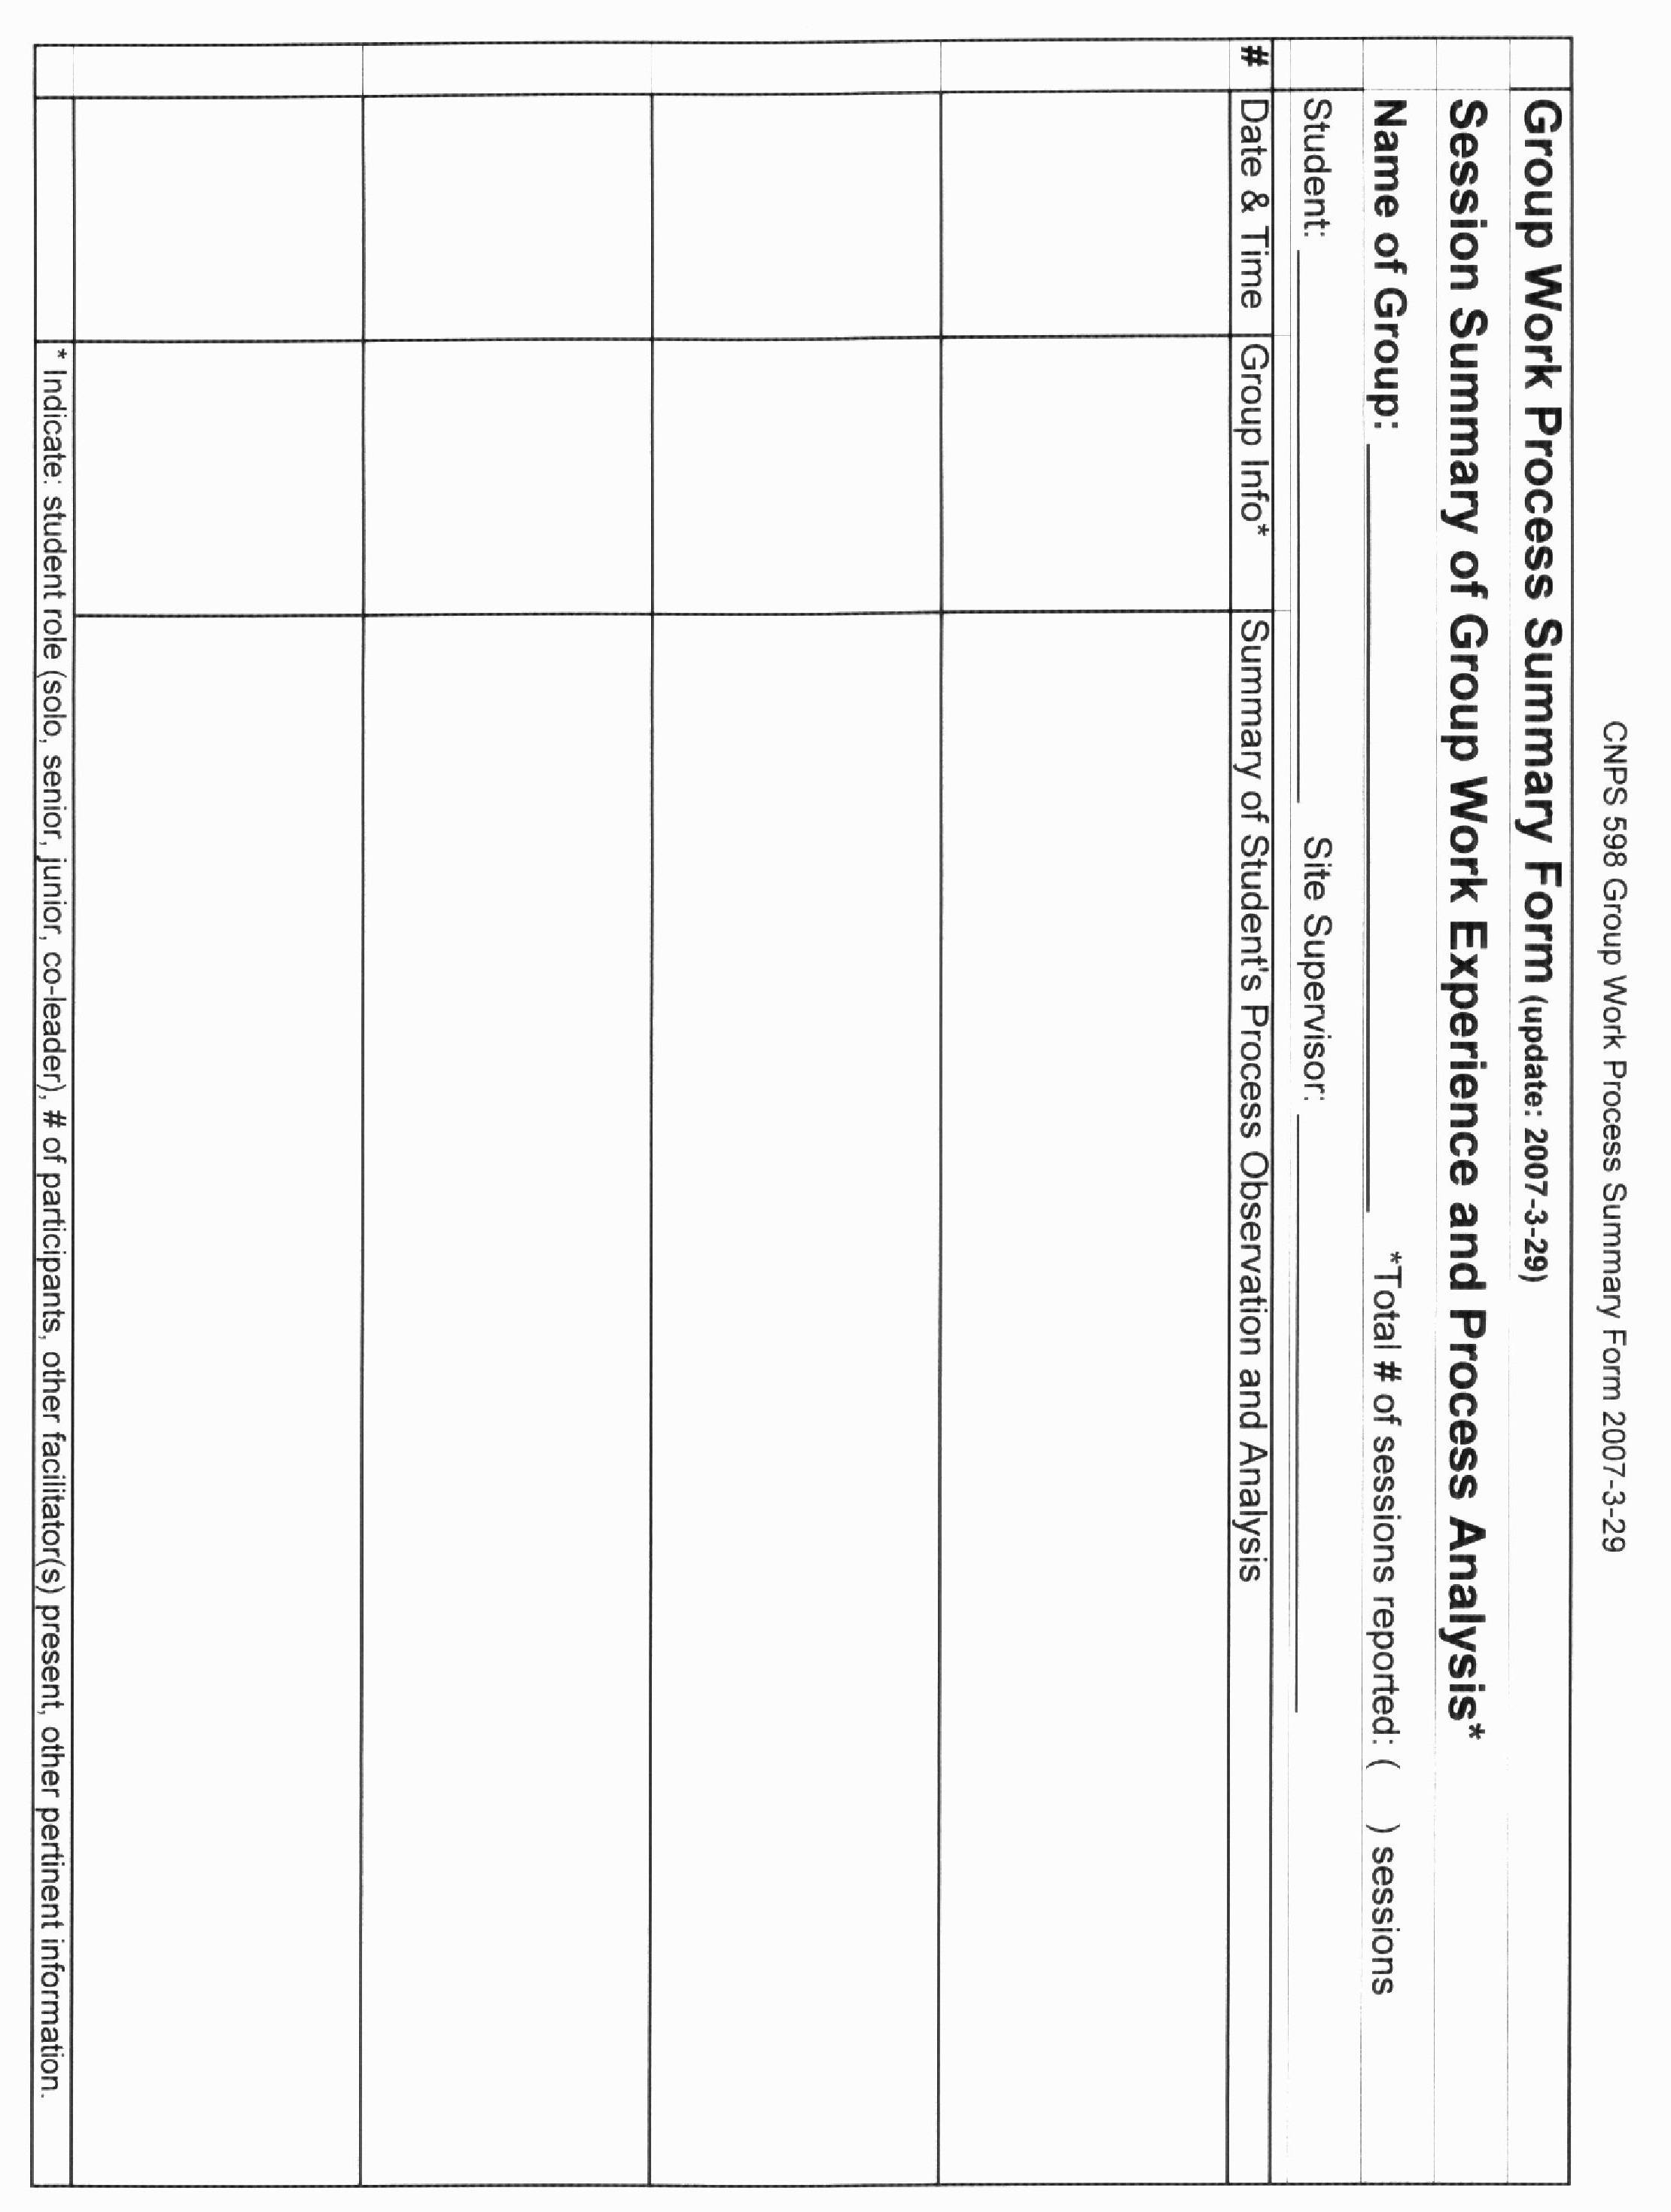 CNPS 598 Group Work Process Summary Form 2007-3-29
Group Work Process Summary Form (update: 2007-3-29)
Session Summary of Group Work Experience and Process Analysis*
Name of Group: *Total # of sessions reported: ( ) sessions
Student: Site Supervisor:
# Date & Time Group Info* Summary of Student's Process Observation and Analysis
* Indicate: student role (solo, senior, junior, co-leader), # of participants, other facilitator(s) present, other pertinent information.